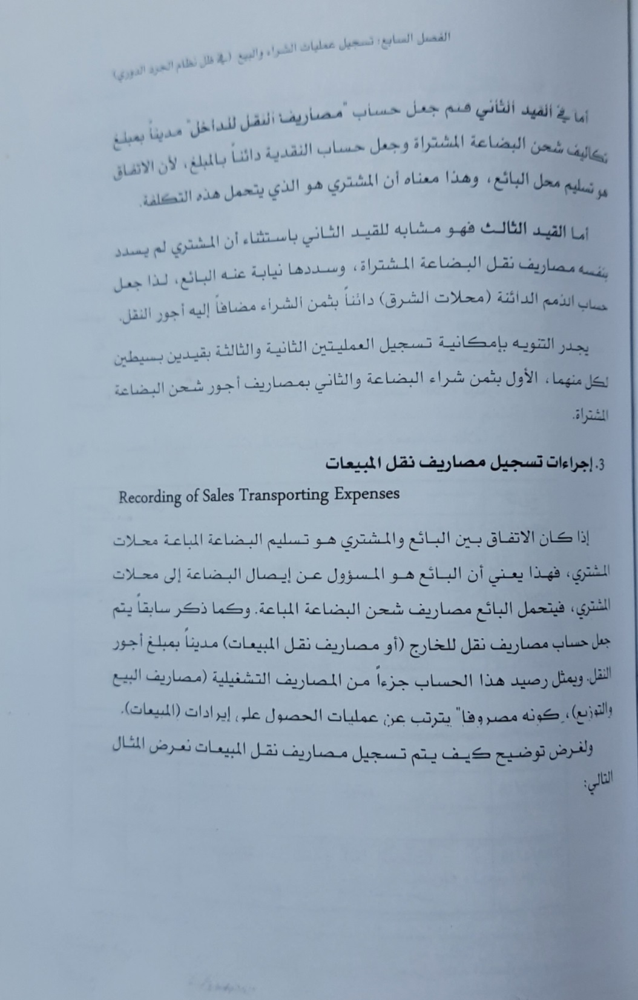 الفصل السابع: تسجيل عمليات الشراء والبيع (في ظل نظام الجرد الدوري)
أما في القيد الثاني فتم جعل حساب "مصاريف النقل للداخل" مديناً بمبلغ
تكاليف شحن البضاعة المشتراة وجعل حساب النقدية دائناً بالمبلغ، لأن الاتفاق
هو تسليم محل البائع، وهذا معناه أن المشتري هو الذي يتحمل هذه التكلفة.
أما القيد الثالث فهو مشابه للقيد الثاني باستثناء أن المشتري لم يسدد
بنفسه مصاريف نقل البضاعة المشتراة، وسددها نيابة عنه البائع، لذا جعل
حساب الذمم الدائنة (محلات الشرق) دائناً بثمن الشراء مضافاً إليه أجور النقل.
يجدر التنويه بإمكانية تسجيل العمليتين الثانية والثالثة بقيدين بسيطين
لكل منهما، الأول بثمن شراء البضاعة والثاني بمصاريف أجور شحن البضاعة
المشتراة.
3. إجراءات تسجيل مصاريف نقل المبيعات
Recording of Sales Transporting Expenses
إذا كان الاتفاق بين البائع والمشتري هو تسليم البضاعة المباعة محلات
المشتري، فهذا يعني أن البائع هو المسؤول عن إيصال البضاعة إلى محلات
المشتري، فيتحمل البائع مصاريف شحن البضاعة المباعة. وكما ذكر سابقاً يتم
جعل حساب مصاريف نقل للخارج (أو مصاريف نقل المبيعات) مديناً بمبلغ أجور
النقل. ويمثل رصيد هذا الحساب جزءاً من المصاريف التشغيلية (مصاريف البيع
والتوزيع)، كونه مصروفا" يترتب عن عمليات الحصول على إيرادات (المبيعات).
ولغرض توضيح كيف يتم تسجيل مصاريف نقل المبيعات نعرض المثال
التالي: